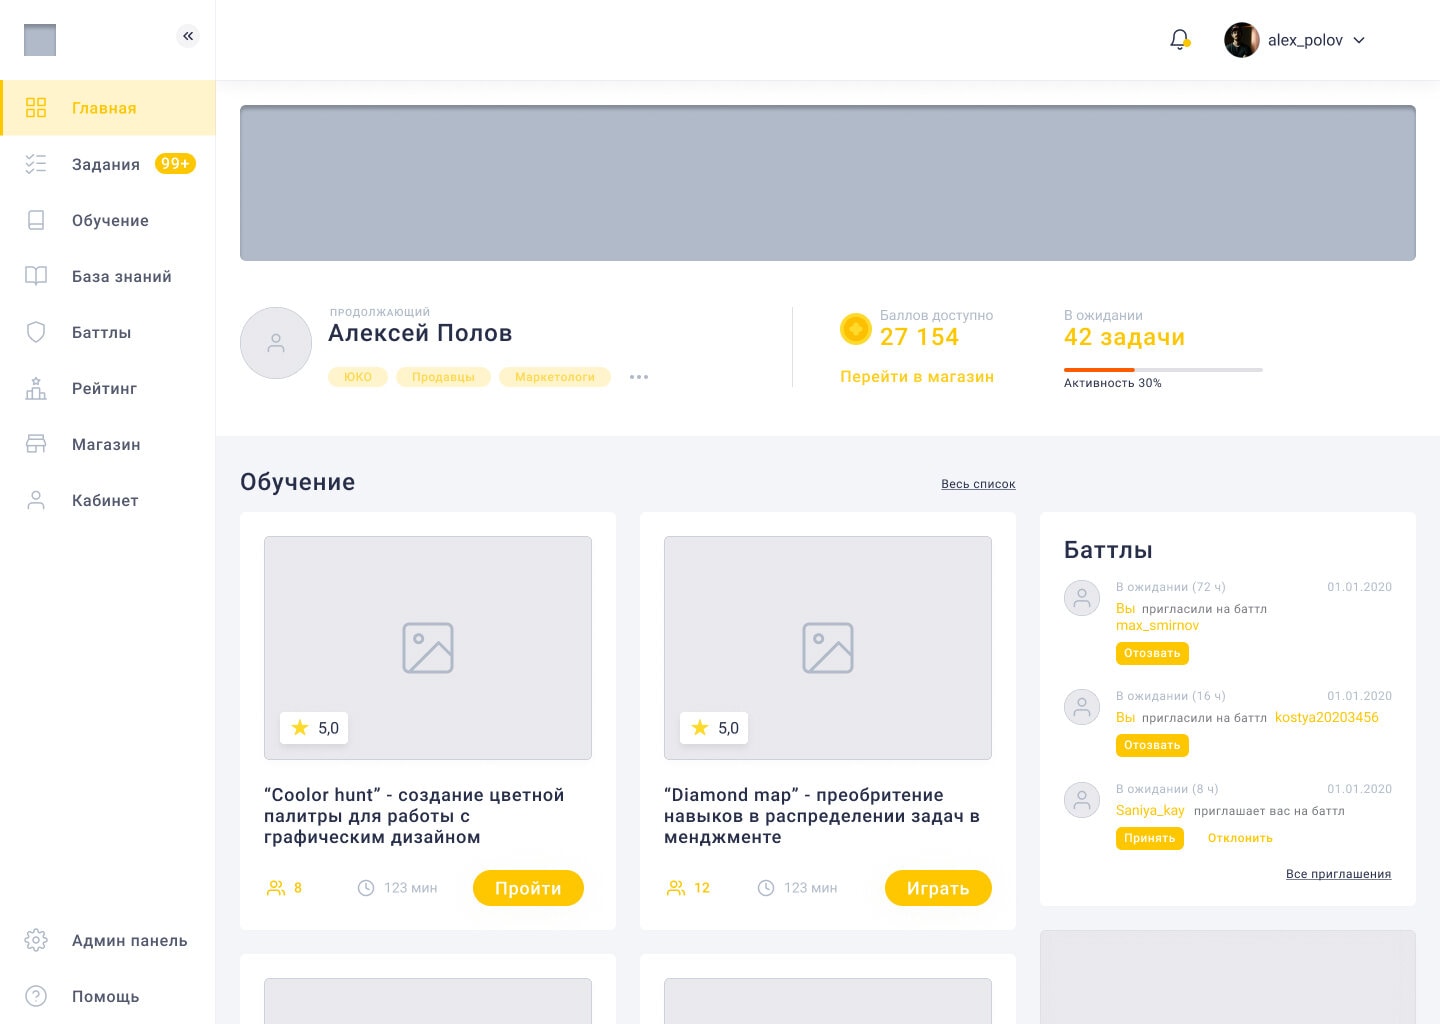 «
alex_polov
Главная
Задания 99+
Обучение
База знаний
Баттлы
Рейтинг
Магазин
Кабинет
Админ панель
Помощь
ПРОДОЛЖАЮЩИЙ
Алексей Полов
ЮКО Продавцы Маркетологи
Баллов доступно
27 154
Перейти в магазин
В ожидании
42 задачи
Активность 30%
Обучение
Весь список
5,0
“Coolor hunt” - создание цветной
палитры для работы с
графическим дизайном
8 123 мин Пройти
5,0
“Diamond map” - преобритение
навыков в распределении задач в
менджменте
12 123 мин Играть
Баттлы
В ожидании (72 ч) 01.01.2020
Вы пригласили на баттл
max_smirnov
Отозвать
В ожидании (16 ч) 01.01.2020
Вы пригласили на баттл kostya20203456
Отозвать
В ожидании (8 ч) 01.01.2020
Saniya_kay приглашает вас на баттл
Принять Отклонить
Все приглашения